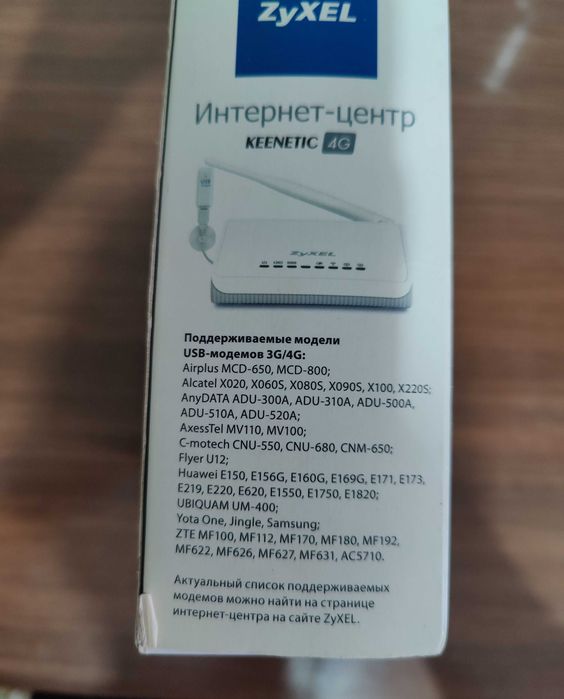 ZyXEL
Интернет-центр
KEENETIC 4G
ZyXEL
Поддерживаемые модели
USB-модемов 3G/4G:
Airplus MCD-650, MCD-800;
Alcatel X020, X060S, X080S, X090S, X100, X220S;
AnyDATA ADU-300A, ADU-310A, ADU-500A,
ADU-510A, ADU-520A;
AxessTel MV110, MV100;
C-motech CNU-550, CNU-680, CNM-650;
Flyer U12;
Huawei E150, E156G, E160G, E169G, E171, E173,
E219, E220, E620, E1550, E1750, E1820;
UBIQUAM UM-400;
Yota One, Jingle, Samsung;
ZTE MF100, MF112, MF170, MF180, MF192,
MF622, MF626, MF627, MF631, AC5710.
Актуальный список поддерживаемых
модемов можно найти на странице
интернет-центра на сайте ZyXEL.